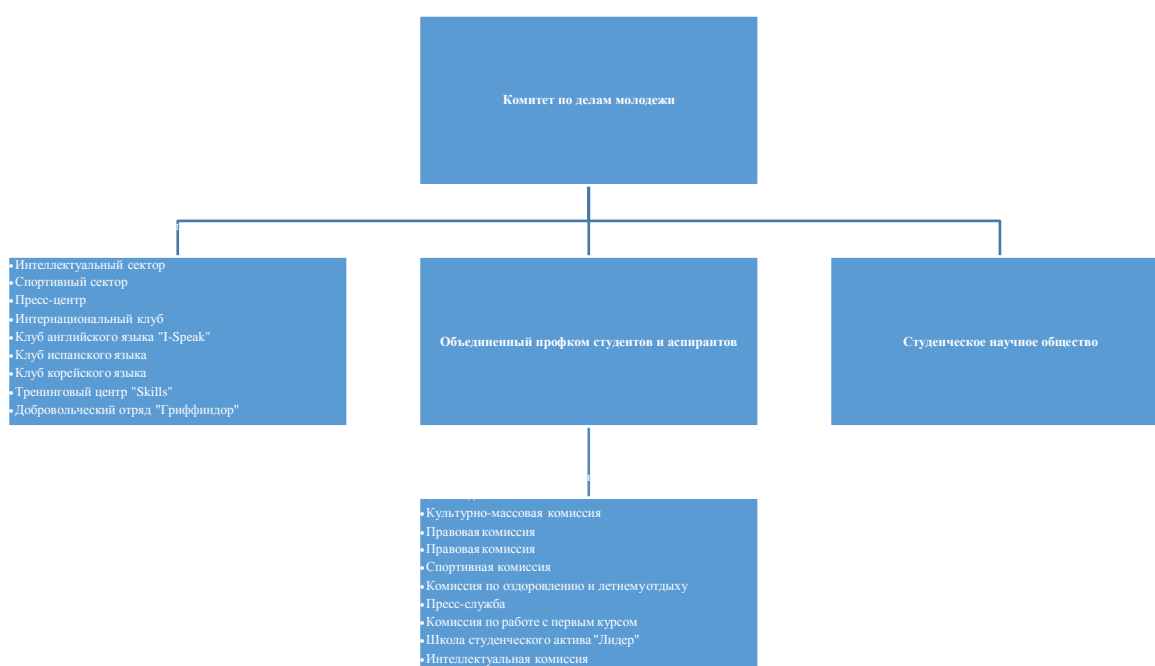 Комитет по делам молодежи
•Интеллектуальный сектор
•Спортивный сектор
•Пресс-центр
•Интернациональный клуб
•Клуб английского языка "I-Speak"
•Клуб испанского языка
•Клуб корейского языка
•Тренинговый центр "Skills"
•Добровольческий отряд "Гриффиндор"
Объединенный профком студентов и аспирантов
Студенческое научное общество
•Культурно-массовая комиссия
•Правовая комиссия
•Правовая комиссия
•Спортивная комиссия
•Комиссия по оздоровлению и летнему отдыху
•Пресс-служба
•Комиссия по работе с первым курсом
•Школа студенческого актива "Лидер"
•Интеллектуальная комиссия